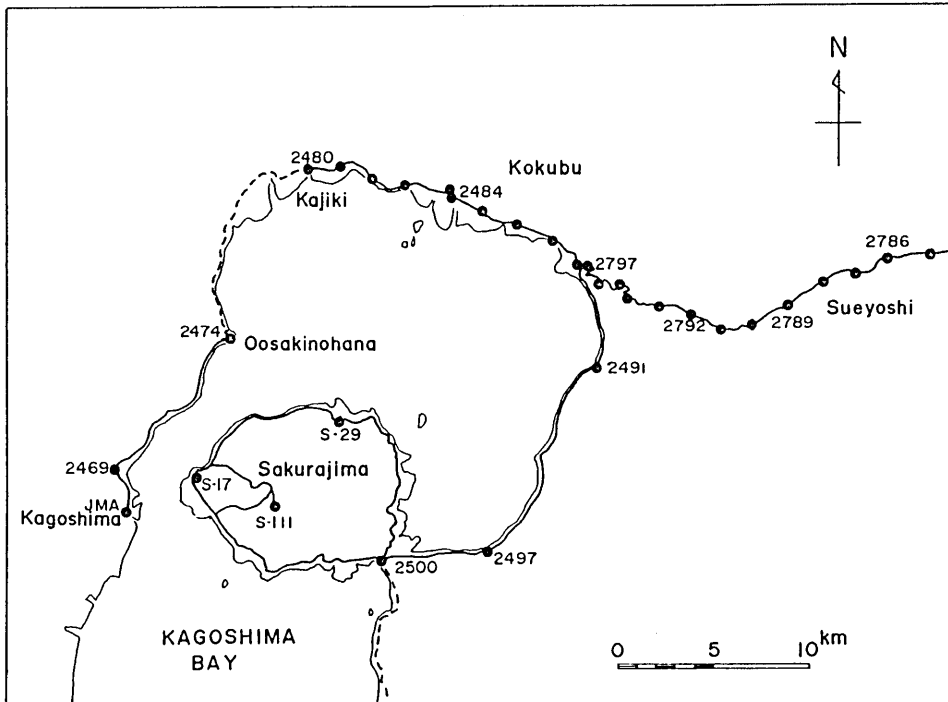 N
2480
Kokubu
Kajiki
2484
2786
2797
Sueyoshi
2792
2789
2474
Oosakinohana
2491
S-29
2469
Sakurajima
S-17
JMA
Kagoshima
S-111
2500
2497
KAGOSHIMA
BAY
0 5 10 km